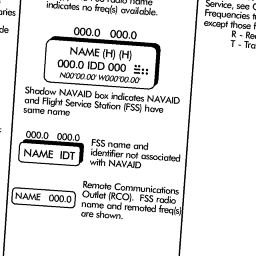 indicates no freq(s) available.
000.0 000.0
NAME (H) (H)
000.0 IDD 000
N00°00.00' W000°00.00'
Shadow NAVAID box indicates NAVAID
and Flight Service Station (FSS) have
same name
000.0 000.0
NAME IDT
FSS name and
identifier not associated
with NAVAID
NAME 000.0
Remote Communications
Outlet (RCO). FSS radio
name and remoted freq(s)
are shown.
Service, see
Frequencies
except those
R - Re
T - Tra